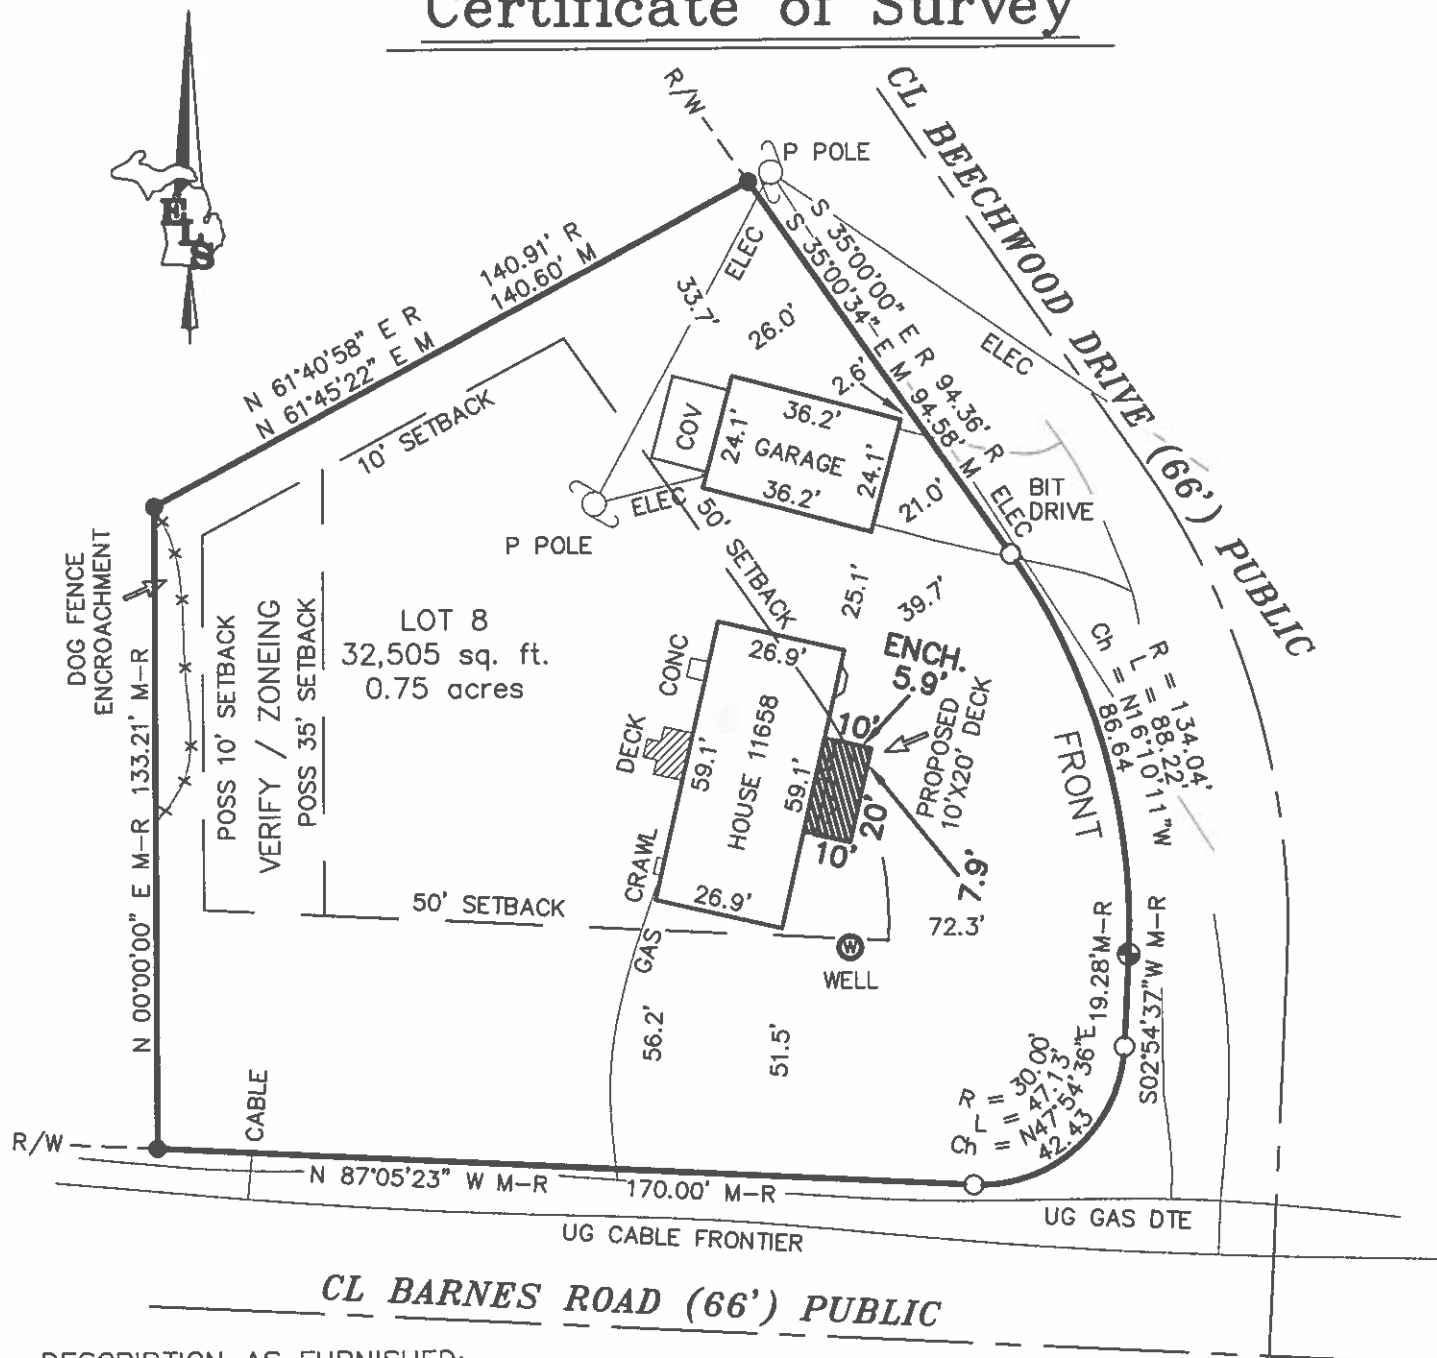 Certificate of Survey
R/W
P POLE
CL BEECHWOOD DRIVE (66') PUBLIC
ELS
140.91' R
140.60' M
N 61°40'58" E R
N 61°45'22" E M
ELEC
33.7'
26.0'
S 35°00'00" E R 94.36' R
S 35°00'34" E M 94.58' M
ELEC
2.6'
10' SETBACK
COV
36.2'
24.1'
GARAGE
24.1'
36.2'
21.0'
ELEC
BIT
DRIVE
ELEC
50' SETBACK
P POLE
DOG FENCE
ENCROACHMENT
LOT 8
32,505 sq. ft.
0.75 acres
POSS 10' SETBACK
VERIFY / ZONEING
POSS 35' SETBACK
25.1'
39.7'
CONC
26.9'
ENCH.
5.9'
R = 134.04'
L = 88.22'
Ch = N16°10'11"W
86.64
10'
PROPOSED
10'X20' DECK
FRONT
DECK
59.1'
HOUSE 11658
59.1'
20'
10'
7.9'
N 00°00'00" E M-R 133.21' M-R
CRAWL
26.9'
50' SETBACK
72.3'
GAS
W
WELL
19.28'M-R
S02°54'37"W M-R
56.2'
51.5'
R = 30.00'
L = 47.13'
Ch = N47°54'36"E
42.43
CABLE
R/W
N 87°05'23" W M-R
170.00' M-R
UG GAS DTE
UG CABLE FRONTIER
CL BARNES ROAD (66') PUBLIC
DESCRIPTION AS FURNISHED: